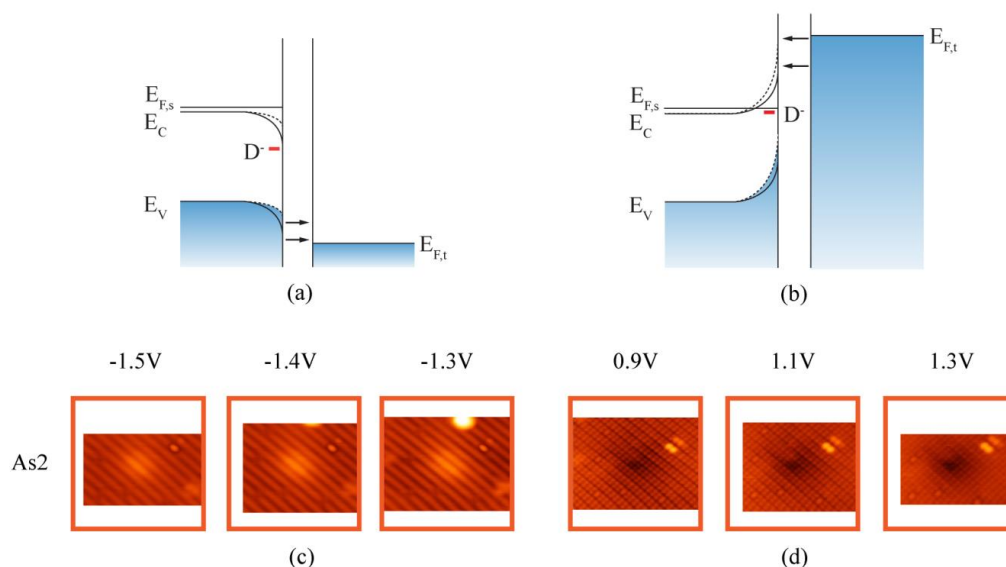 E_F,s
E_C
D⁻
E_V
E_F,t
(a)
E_F,t
E_F,s
E_C
D⁻
E_V
(b)
-1.5V -1.4V -1.3V 0.9V 1.1V 1.3V
As2
(c) (d)